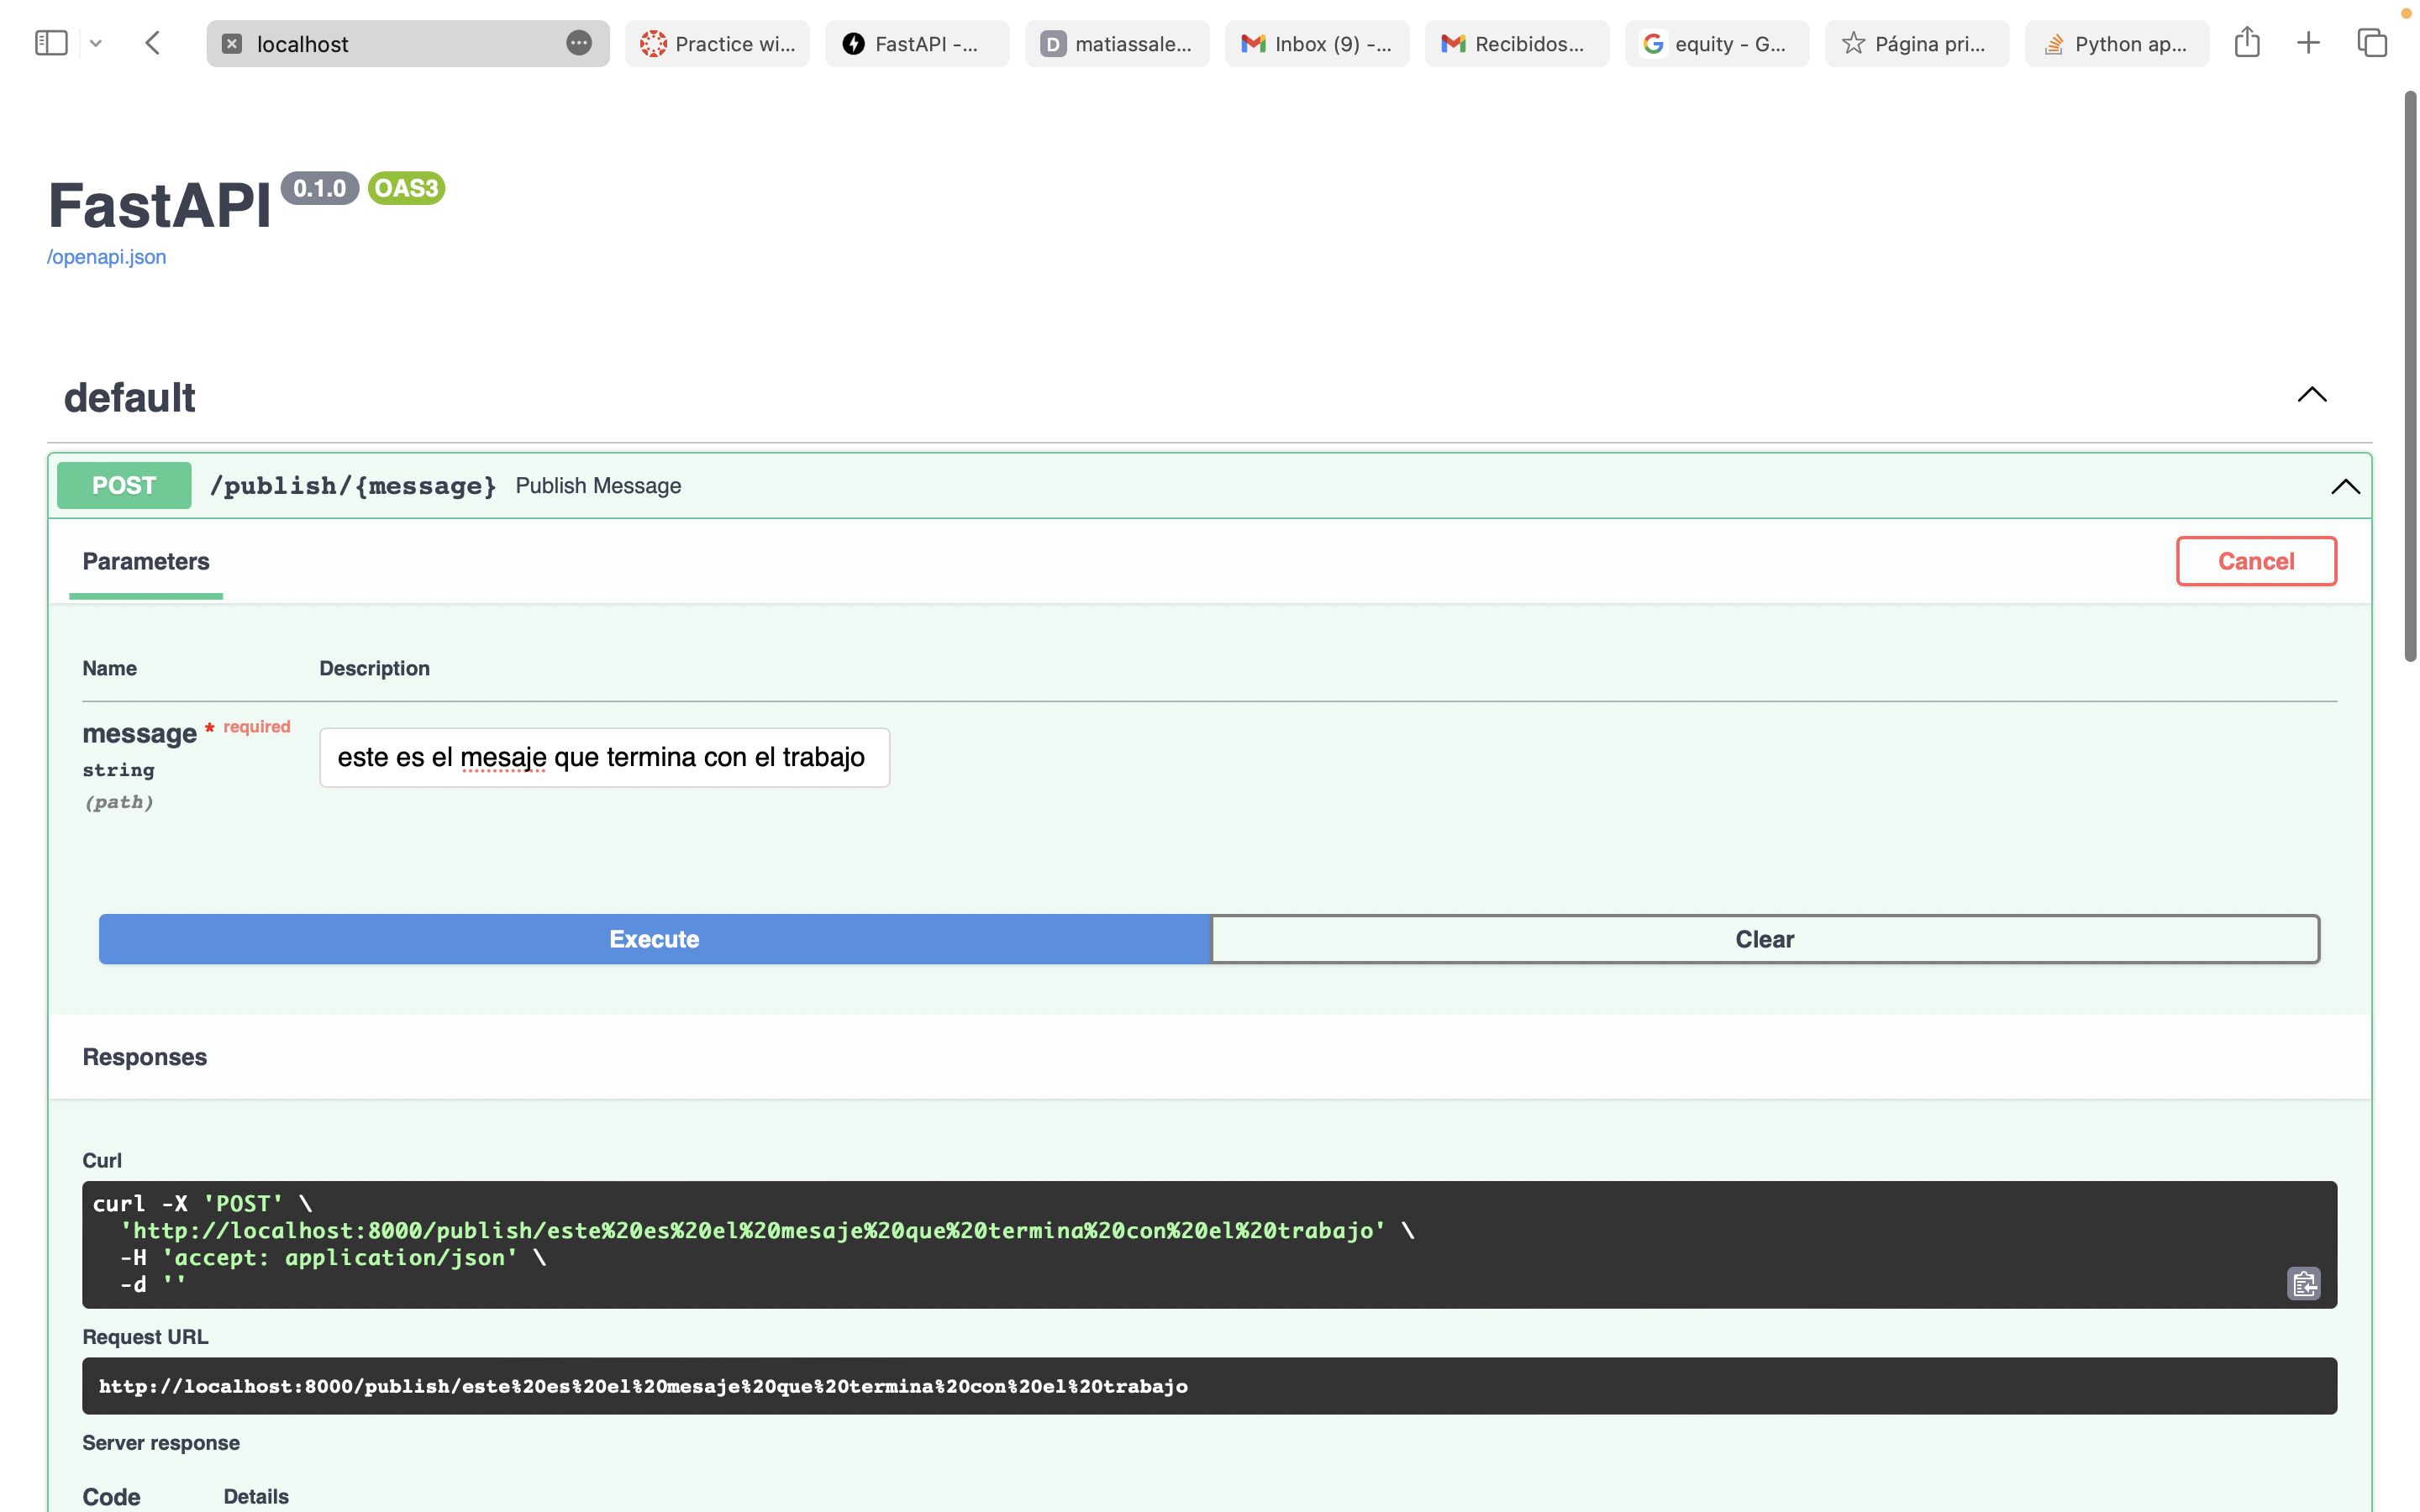 localhost
Practice wi...
FastAPI -...
D matiassale...
Inbox (9) -...
Recibidos...
equity - G...
Página pri...
Python ap...
FastAPI 0.1.0 OAS3
/openapi.json
default
POST /publish/{message} Publish Message
Parameters
Cancel
Name Description
message * required
string
(path)
este es el mesaje que termina con el trabajo
Execute
Clear
Responses
Curl
curl -X 'POST' \
'http://localhost:8000/publish/este%20es%20el%20mesaje%20que%20termina%20con%20el%20trabajo' \
-H 'accept: application/json' \
-d ''
Request URL
http://localhost:8000/publish/este%20es%20el%20mesaje%20que%20termina%20con%20el%20trabajo
Server response
Code Details